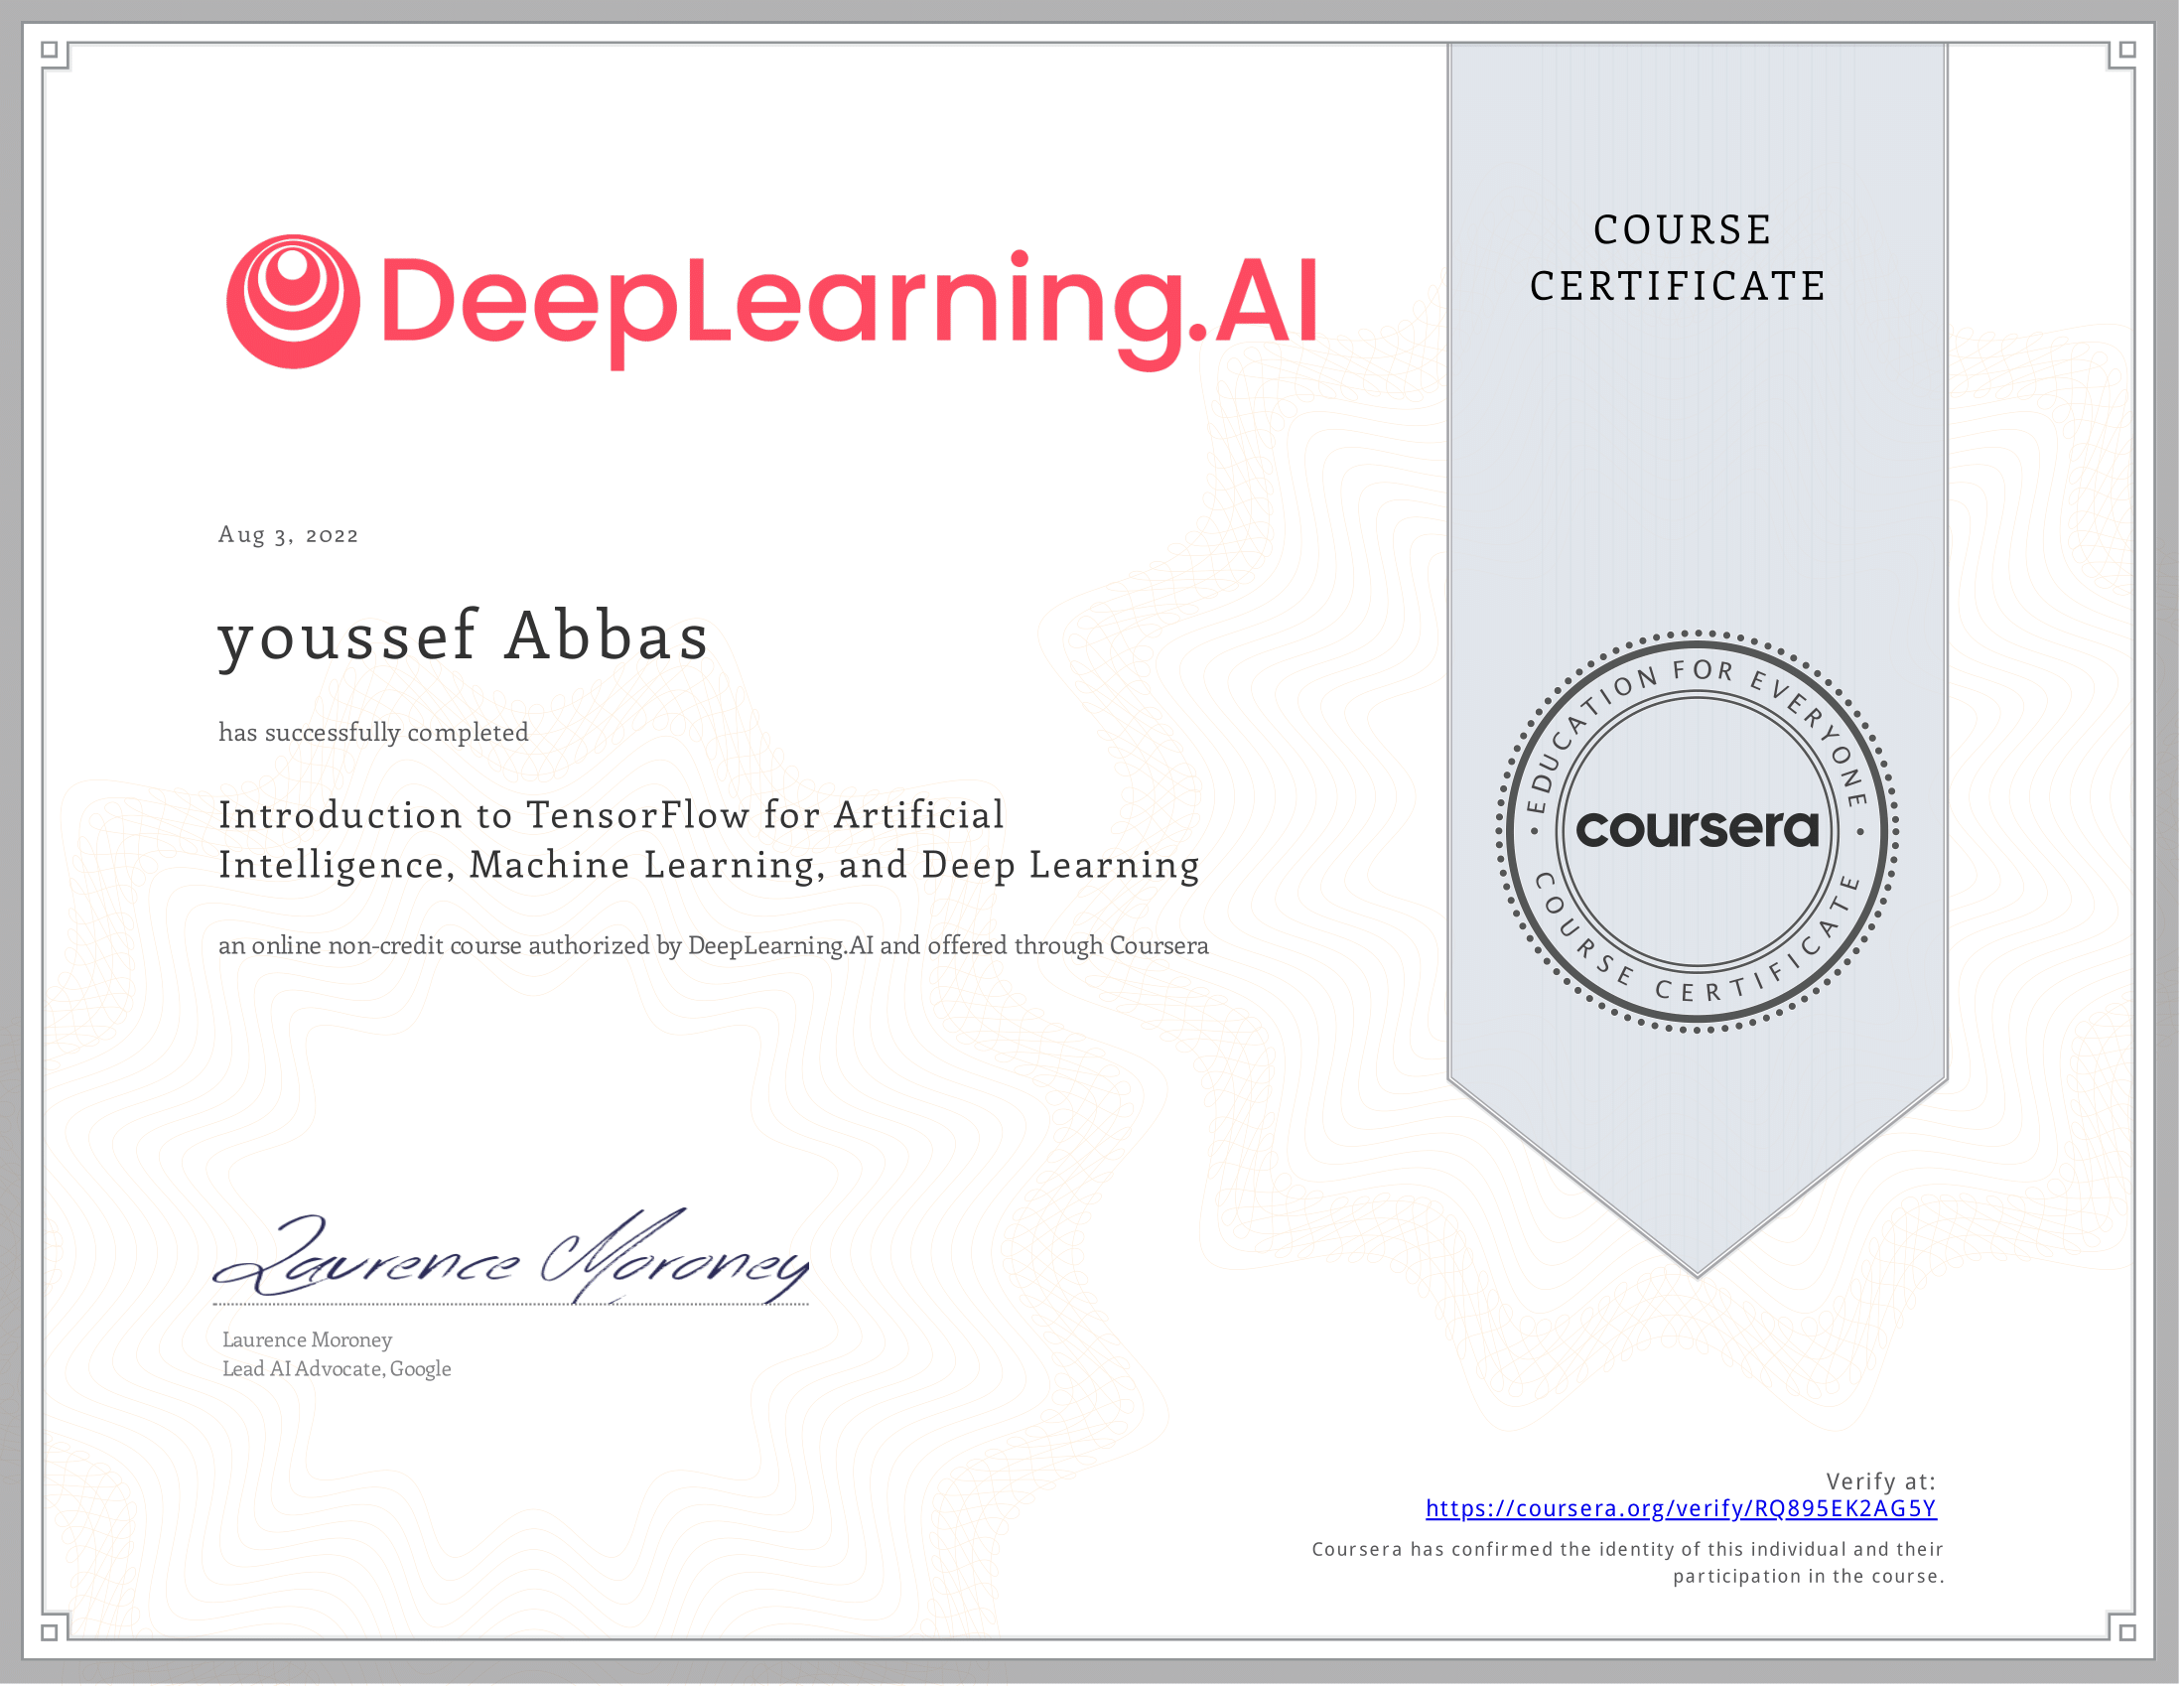 DeepLearning.AI
COURSE
CERTIFICATE
Aug 3, 2022
youssef Abbas
has successfully completed
Introduction to TensorFlow for Artificial
Intelligence, Machine Learning, and Deep Learning
an online non-credit course authorized by DeepLearning.AI and offered through Coursera
EDUCATION FOR EVERYONE
coursera
COURSE CERTIFICATE
Laurence Moroney
Laurence Moroney
Lead AI Advocate, Google
Verify at:
https://coursera.org/verify/RQ895EK2AG5Y
Coursera has confirmed the identity of this individual and their
participation in the course.